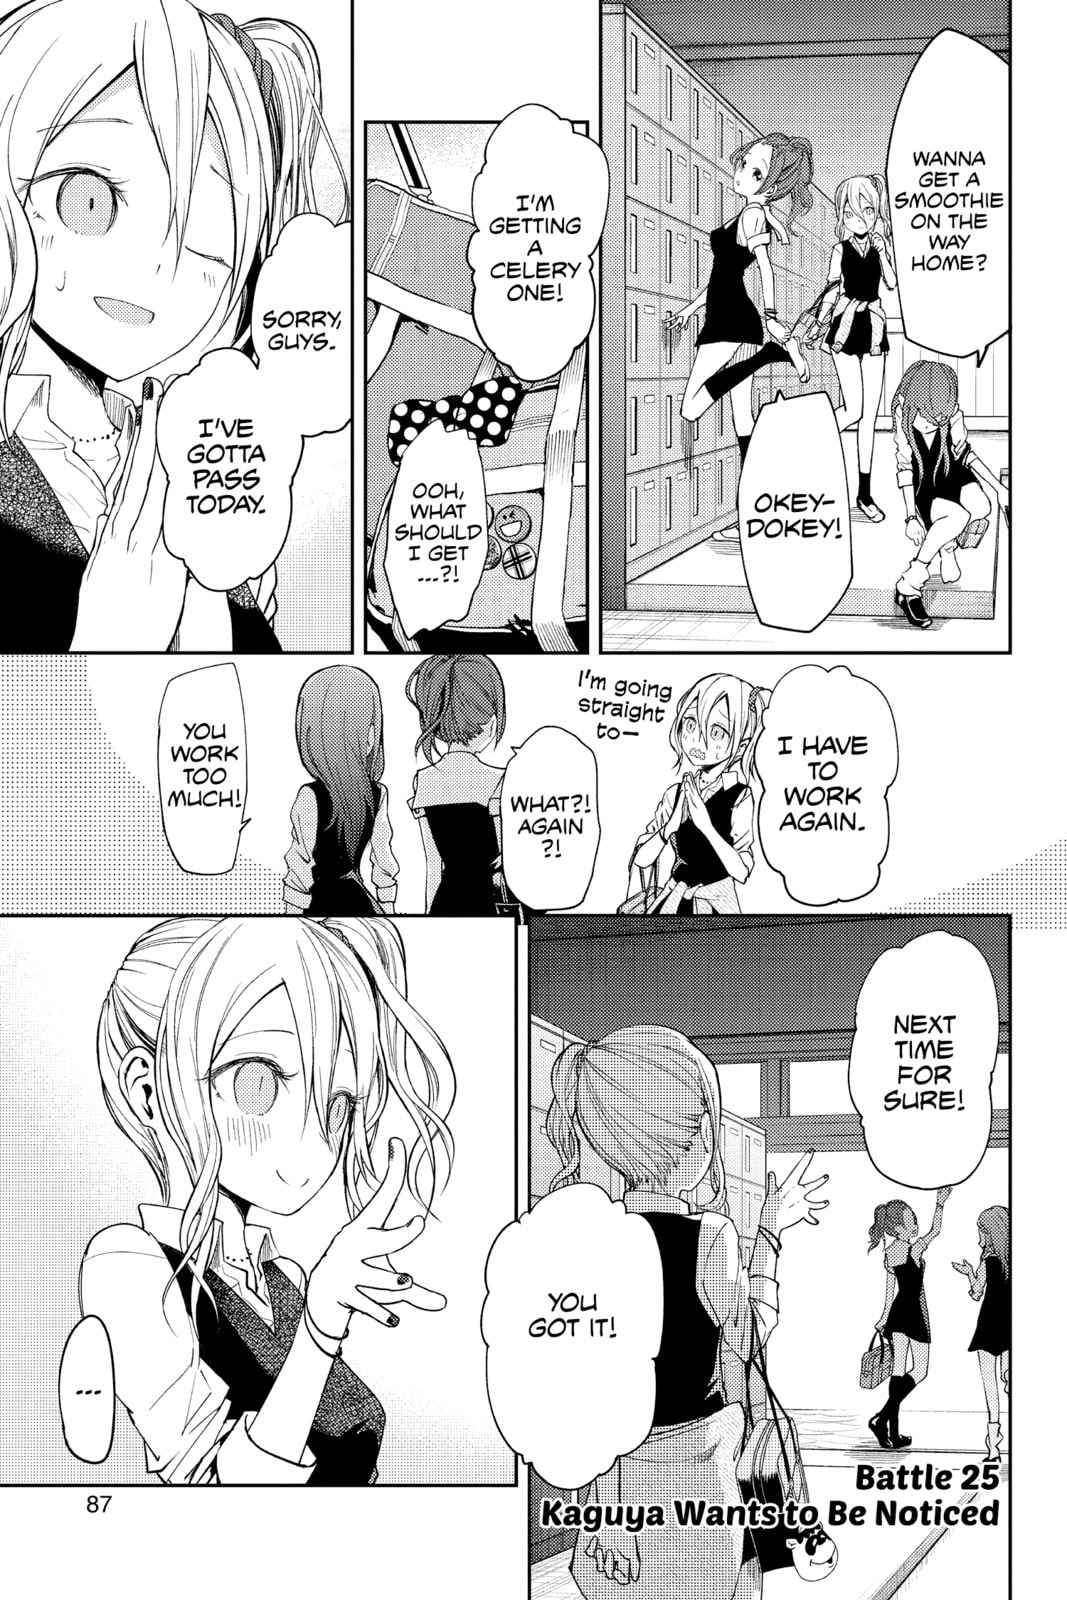 WANNA
GET A
SMOOTHIE
ON THE
WAY
HOME?
OKEY-
DOKEY!
I'M
GETTING
A
CELERY
ONE!
OOH,
WHAT
SHOULD
I GET
...?!
SORRY,
GUYS.
I'VE
GOTTA
PASS
TODAY.
I HAVE
TO
WORK
AGAIN.
I'm going
straight
to—
WHAT?!
AGAIN
?!
YOU
WORK
TOO
MUCH!
NEXT
TIME
FOR
SURE!
YOU
GOT IT!
Battle 25
Kaguya Wants to Be Noticed
...
87